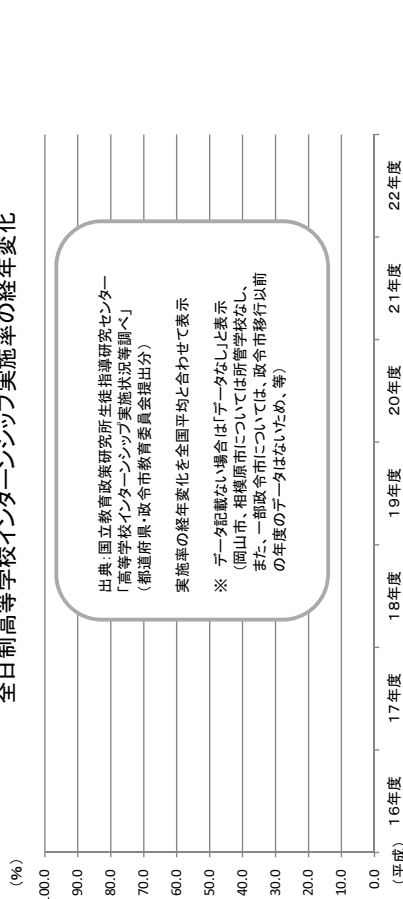 全日制高等学校インターンシップ実施率の経年変化
(%)
100.0
90.0
80.0
70.0
60.0
50.0
40.0
30.0
20.0
10.0
0.0
出典:国立教育政策研究所生徒指導研究センター
「高等学校インターンシップ実施状況等調べ」
(都道府県・政令市教育委員会提出分)
実施率の経年変化を全国平均と合わせて表示
※ データ記載ない場合は「データなし」と表示
(岡山市、相模原市については所管学校なし、
また、一部政令市については、政令市移行以前
の年度のデータはないため、等)
(平成) 16年度 17年度 18年度 19年度 20年度 21年度 22年度